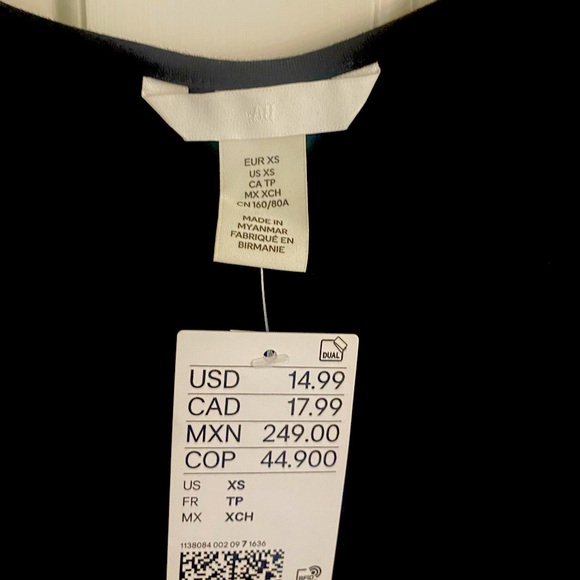 EUR XS
US XS
CA TP
MX XCH
CN 160/80A
MADE IN
MYANMAR
FABRIQUÉ EN
BIRMANIE
DUAL
USD 14.99
CAD 17.99
MXN 249.00
COP 44.900
US XS
FR TP
MX XCH
1138084 002 09 7 1636
RFID